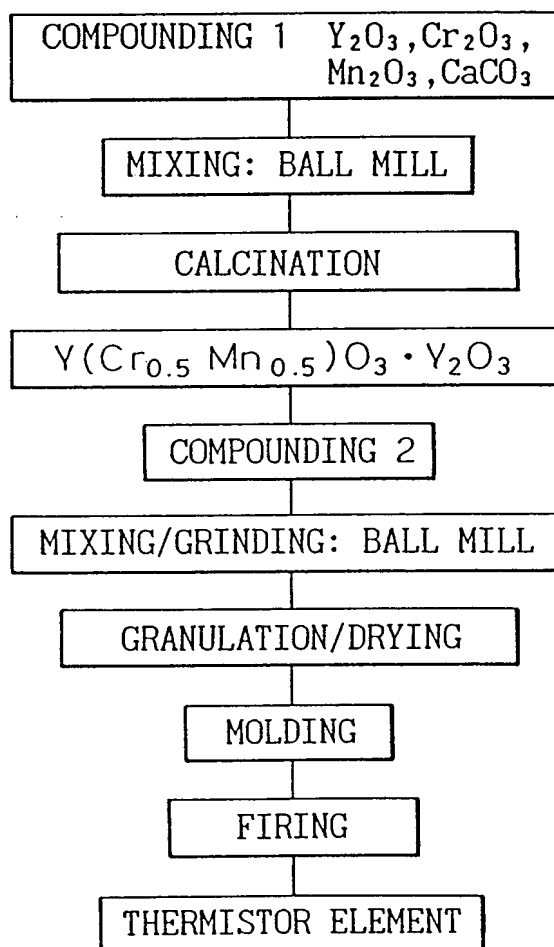 COMPOUNDING 1 Y₂O₃,Cr₂O₃,
Mn₂O₃,CaCO₃
MIXING: BALL MILL
CALCINATION
Y(Cr₀.₅ Mn₀.₅)O₃・Y₂O₃
COMPOUNDING 2
MIXING/GRINDING: BALL MILL
GRANULATION/DRYING
MOLDING
FIRING
THERMISTOR ELEMENT